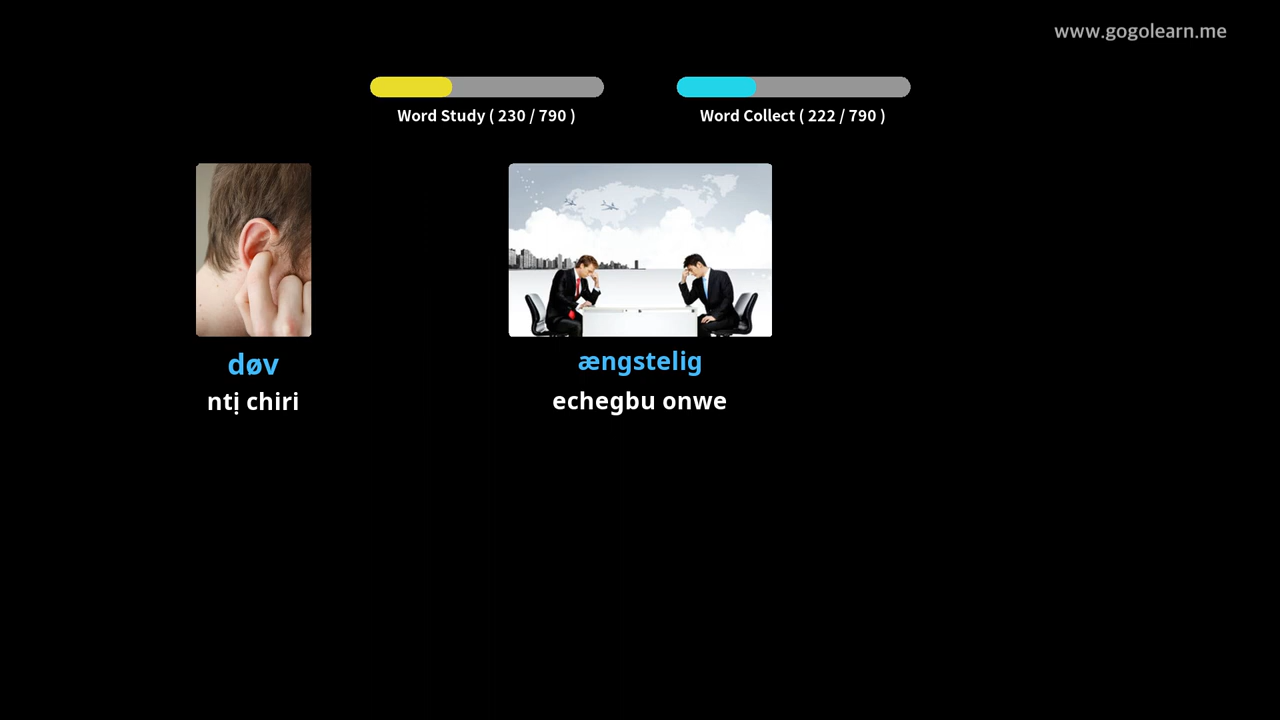 www.gogolearn.me
Word Study ( 230 / 790 )
Word Collect ( 222 / 790 )
døv
ntị chiri
ængstelig
echegbu onwe